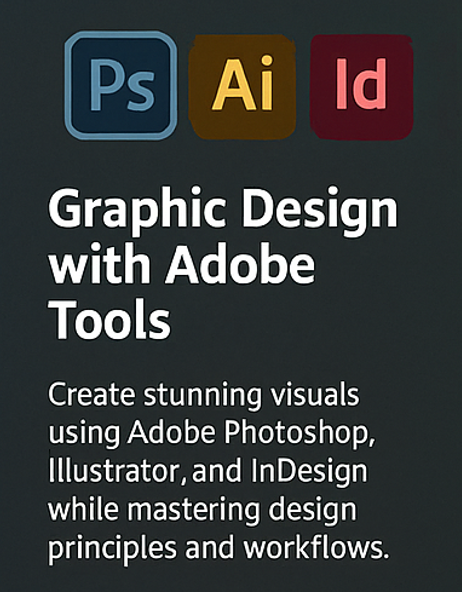 Ps Ai Id
Graphic Design
with Adobe
Tools
Create stunning visuals
using Adobe Photoshop,
Illustrator, and InDesign
while mastering design
principles and workflows.